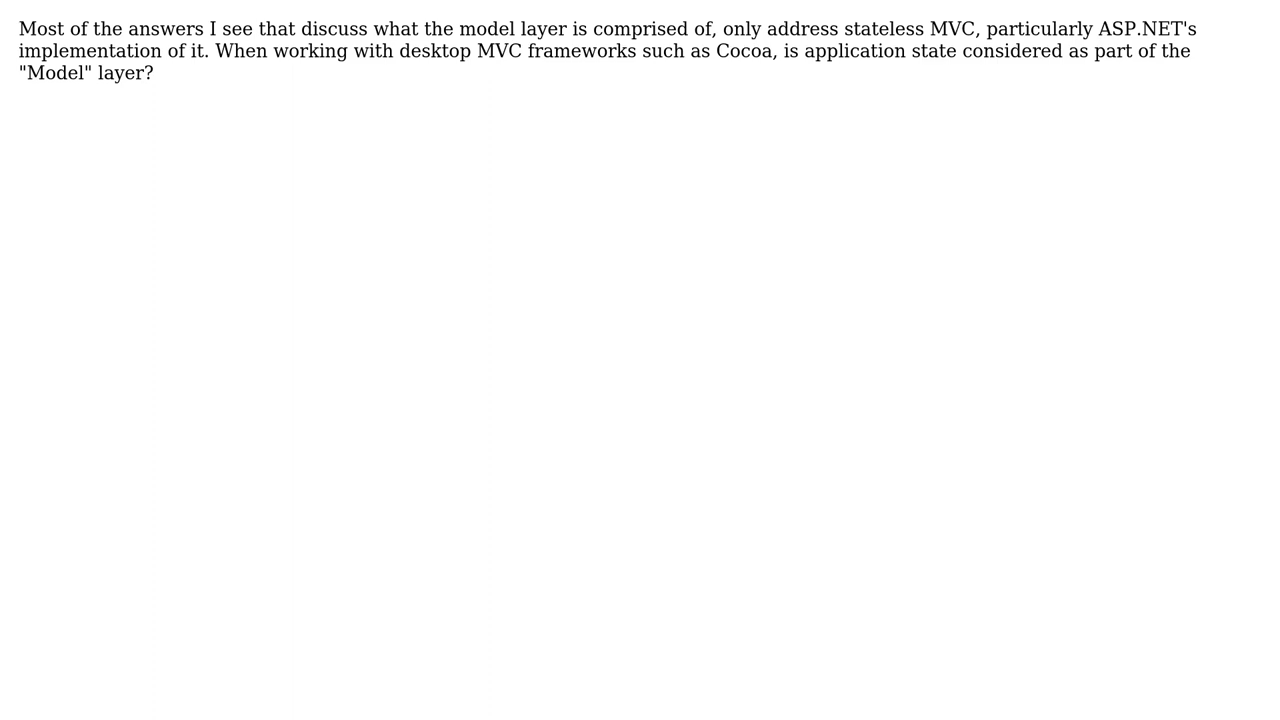 Most of the answers I see that discuss what the model layer is comprised of, only address stateless MVC, particularly ASP.NET's
implementation of it. When working with desktop MVC frameworks such as Cocoa, is application state considered as part of the
"Model" layer?